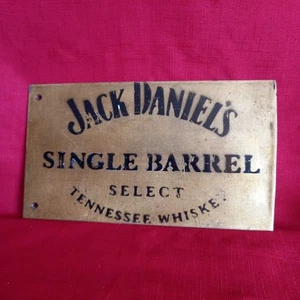 JACK DANIEL'S
SINGLE BARREL
SELECT
TENNESSEE WHISKEY